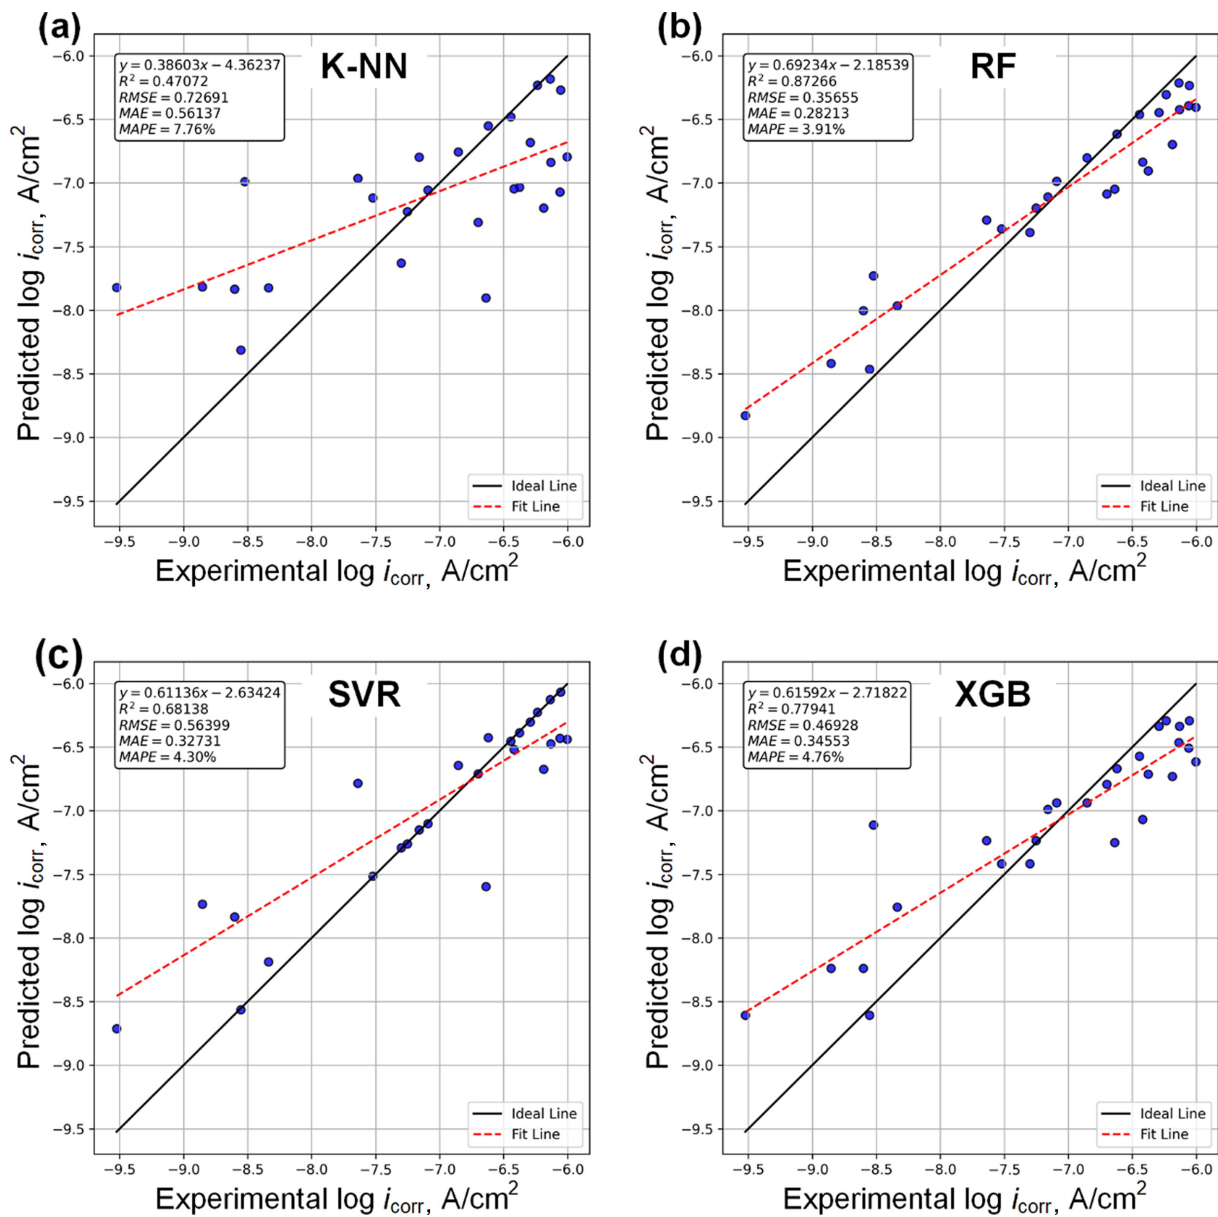 (a)
K-NN
y = 0.38603x − 4.36237
R² = 0.47072
RMSE = 0.72691
MAE = 0.56137
MAPE = 7.76%
−6.0
−6.5
−7.0
−7.5
−8.0
−8.5
−9.0
−9.5
Predicted log i_corr, A/cm²
Ideal Line
Fit Line
−9.5 −9.0 −8.5 −8.0 −7.5 −7.0 −6.5 −6.0
Experimental log i_corr, A/cm²
(b)
RF
y = 0.69234x − 2.18539
R² = 0.87266
RMSE = 0.35655
MAE = 0.28213
MAPE = 3.91%
−6.0
−6.5
−7.0
−7.5
−8.0
−8.5
−9.0
−9.5
Predicted log i_corr, A/cm²
Ideal Line
Fit Line
−9.5 −9.0 −8.5 −8.0 −7.5 −7.0 −6.5 −6.0
Experimental log i_corr, A/cm²
(c)
SVR
y = 0.61136x − 2.63424
R² = 0.68138
RMSE = 0.56399
MAE = 0.32731
MAPE = 4.30%
−6.0
−6.5
−7.0
−7.5
−8.0
−8.5
−9.0
−9.5
Predicted log i_corr, A/cm²
Ideal Line
Fit Line
−9.5 −9.0 −8.5 −8.0 −7.5 −7.0 −6.5 −6.0
Experimental log i_corr, A/cm²
(d)
XGB
y = 0.61592x − 2.71822
R² = 0.77941
RMSE = 0.46928
MAE = 0.34553
MAPE = 4.76%
−6.0
−6.5
−7.0
−7.5
−8.0
−8.5
−9.0
−9.5
Predicted log i_corr, A/cm²
Ideal Line
Fit Line
−9.5 −9.0 −8.5 −8.0 −7.5 −7.0 −6.5 −6.0
Experimental log i_corr, A/cm²